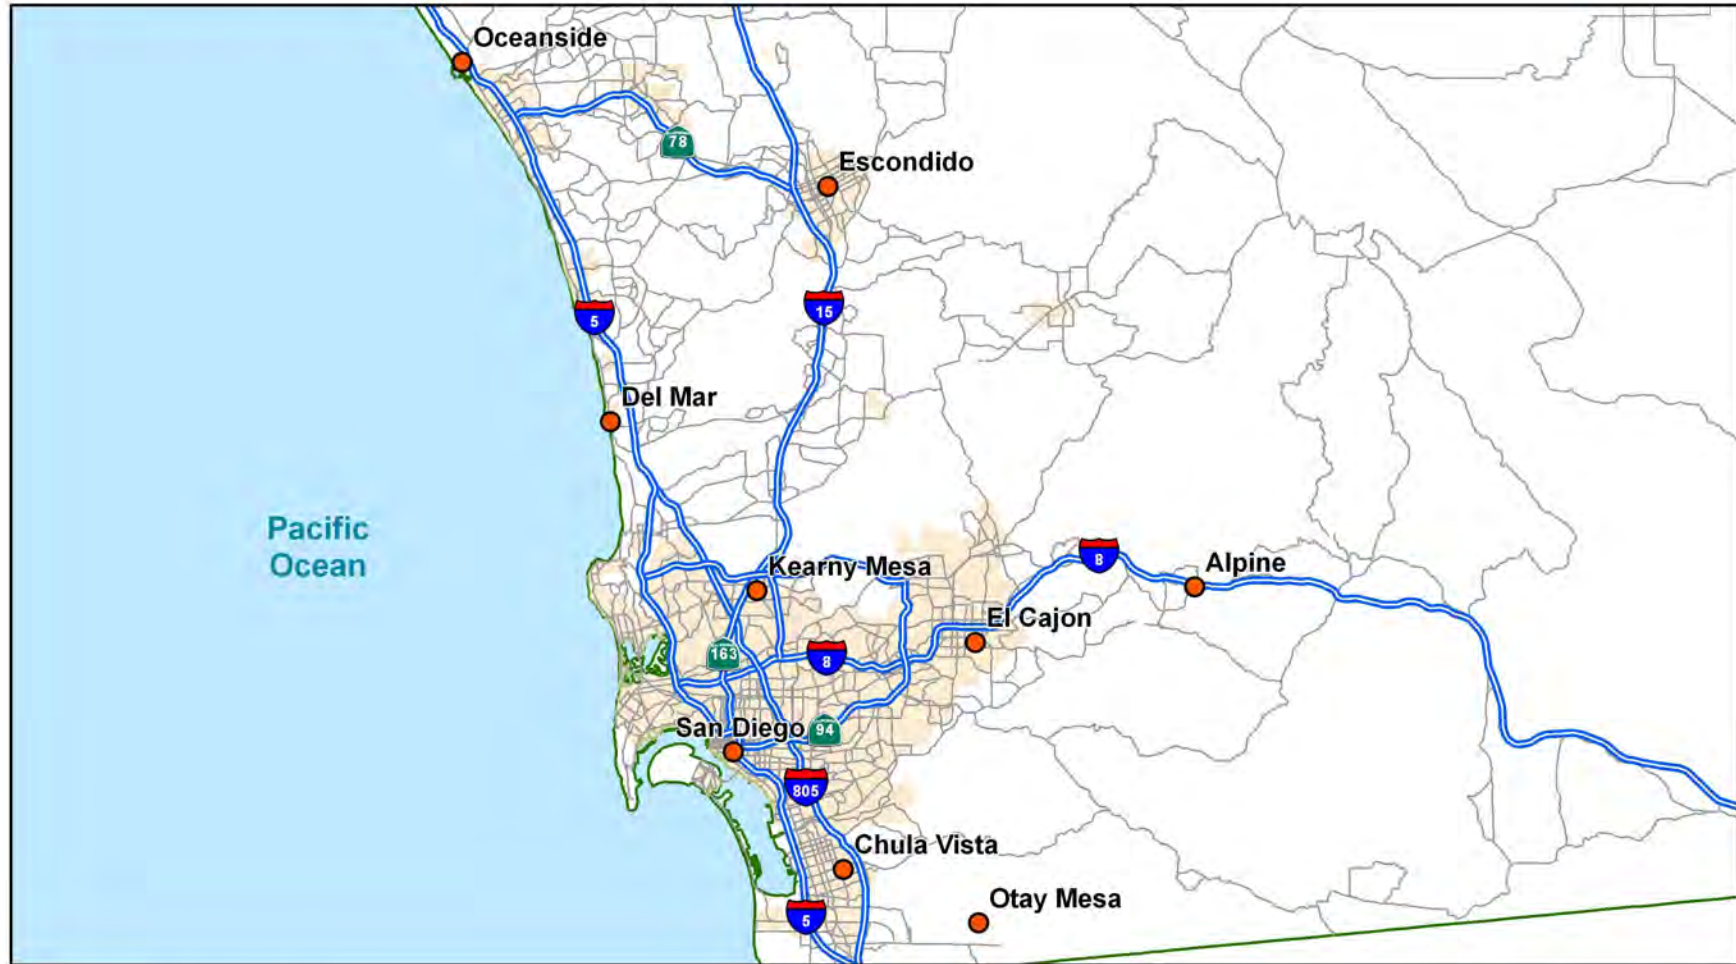 Oceanside
78
Escondido
5
15
Del Mar
Pacific
Ocean
8
Alpine
Kearny Mesa
El Cajon
163
8
San Diego
94
805
Chula Vista
Otay Mesa
5